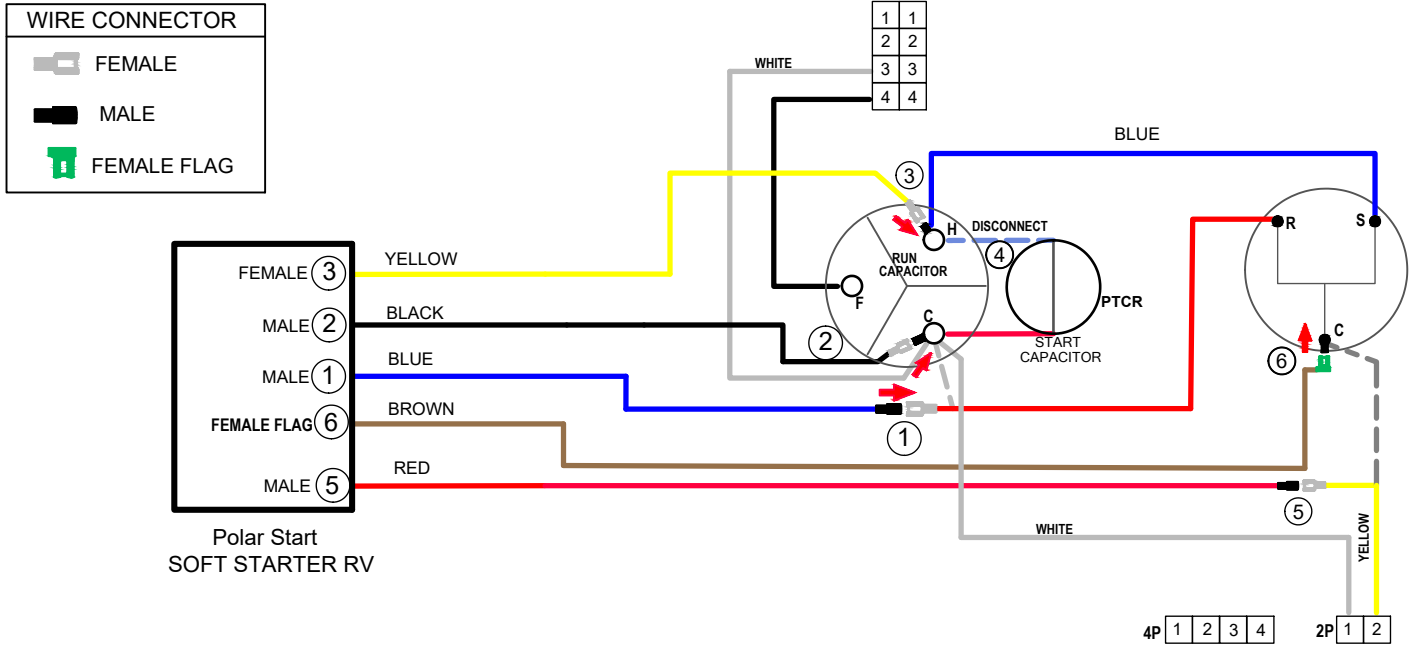 WIRE CONNECTOR
FEMALE
MALE
FEMALE FLAG
1 1
2 2
3 3
4 4
WHITE
BLUE
3
H
DISCONNECT
4
RUN
CAPACITOR
F
C
PTCR
START
CAPACITOR
R
S
C
6
FEMALE 3 YELLOW
MALE 2 BLACK
2
MALE 1 BLUE
1
FEMALE FLAG 6 BROWN
MALE 5 RED
5
Polar Start
SOFT STARTER RV
WHITE
YELLOW
4P 1 2 3 4
2P 1 2